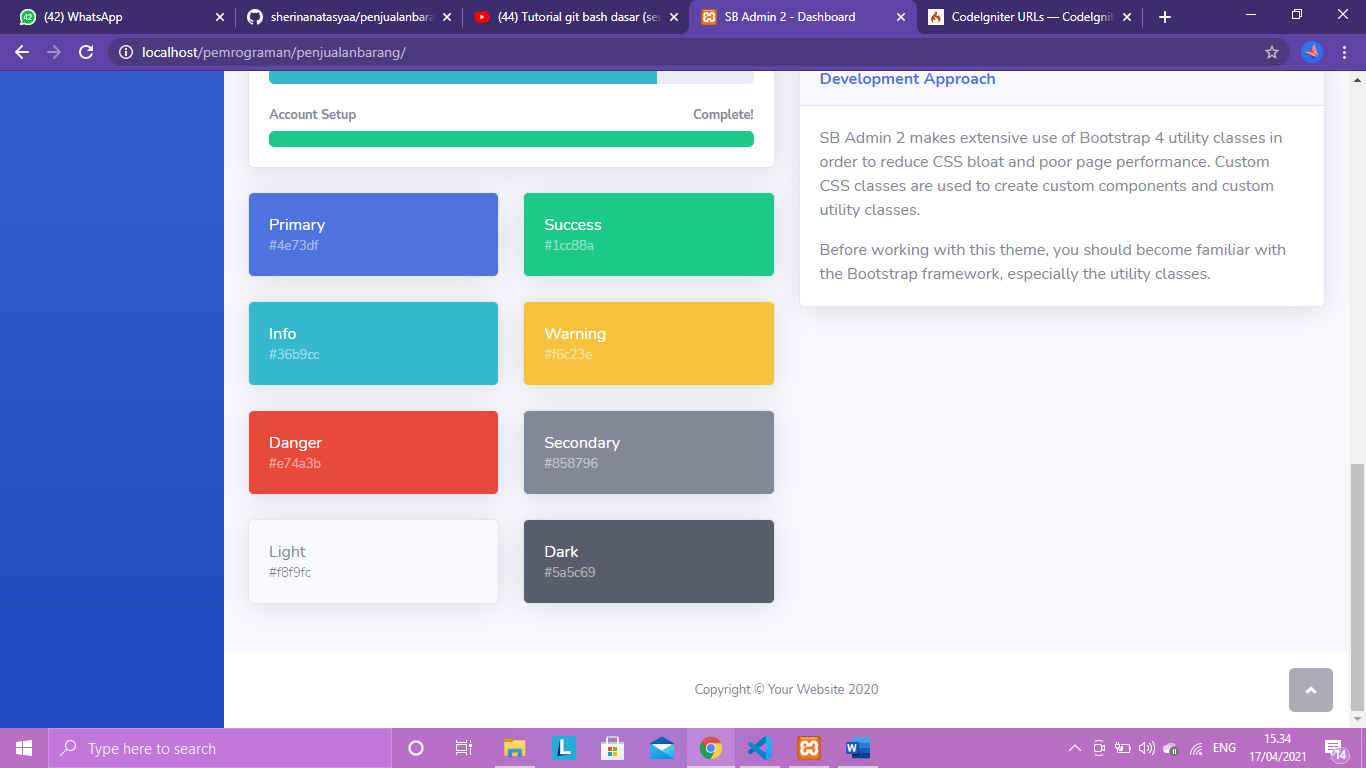 (42) WhatsApp
sherinanatasyaa/penjualanbara
(44) Tutorial git bash dasar (se
SB Admin 2 - Dashboard
CodeIgniter URLs — CodeIgnit
localhost/pemrograman/penjualanbarang/
Account Setup
Complete!
Primary
#4e73df
Success
#1cc88a
Info
#36b9cc
Warning
#f6c23e
Danger
#e74a3b
Secondary
#858796
Light
#f8f9fc
Dark
#5a5c69
Development Approach
SB Admin 2 makes extensive use of Bootstrap 4 utility classes in
order to reduce CSS bloat and poor page performance. Custom
CSS classes are used to create custom components and custom
utility classes.
Before working with this theme, you should become familiar with
the Bootstrap framework, especially the utility classes.
Copyright © Your Website 2020
Type here to search
ENG
15.34
17/04/2021
14